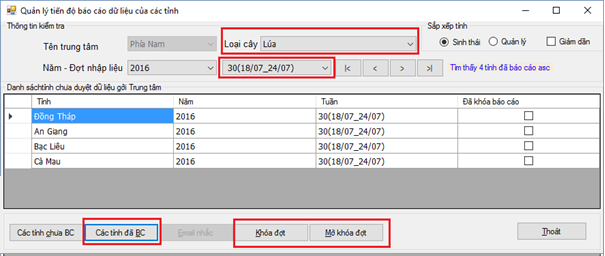 Quản lý tiến độ báo cáo dữ liệu của các tỉnh
Thông tin kiểm tra
Sắp xếp tỉnh
Tên trung tâm Phía Nam Loại cây Lúa Sinh thái Quản lý Giảm dần
Năm - Đợt nhập liệu 2016 30(18/07_24/07) |< < > >| Tìm thấy 4 tỉnh đã báo cáo asc
Danh sáchtỉnh chưa duyệt dữ liệu gởi Trung tâm
Tỉnh Năm Tuần Đã khóa báo cáo
Đồng Tháp 2016 30(18/07_24/07)
An Giang 2016 30(18/07_24/07)
Bạc Liêu 2016 30(18/07_24/07)
Cà Mau 2016 30(18/07_24/07)
Các tỉnh chưa BC Các tỉnh đã BC Email nhắc Khóa đợt Mở khóa đợt Thoát